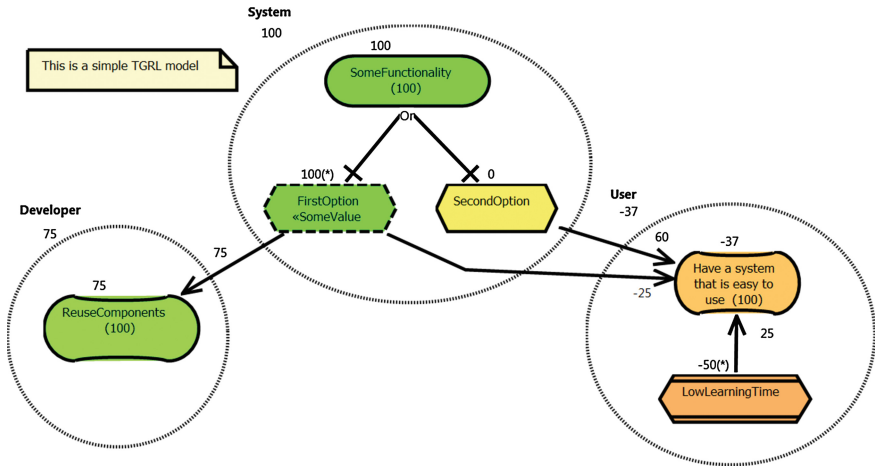 System
100
This is a simple TGRL model
100
SomeFunctionality
(100)
Or
100(*)
0
FirstOption
«SomeValue
SecondOption
User
-37
Developer
75
75
60
-37
Have a system
that is easy to
use (100)
-25
75
ReuseComponents
(100)
25
-50(*)
LowLearningTime